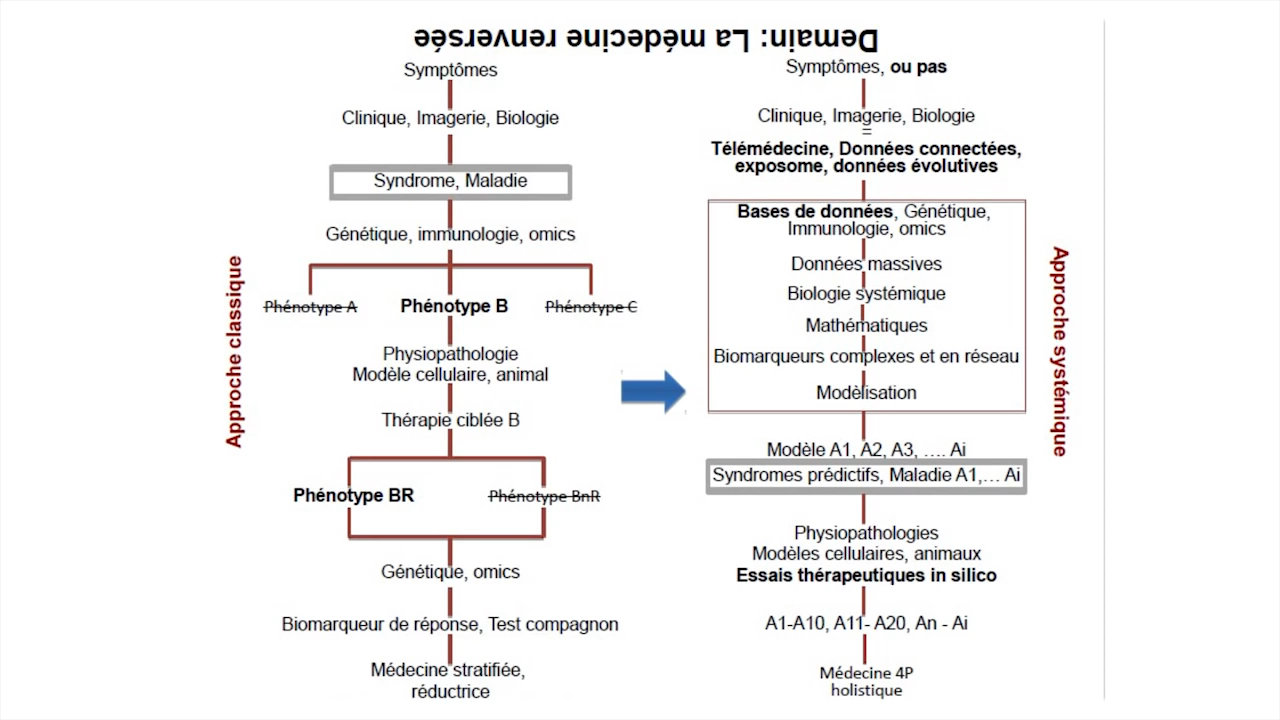 Demain: La médecine renversée
Approche classique
Symptômes
Clinique, Imagerie, Biologie
Syndrome, Maladie
Génétique, immunologie, omics
Phénotype A
Phénotype B
Phénotype C
Physiopathologie
Modèle cellulaire, animal
Thérapie ciblée B
Phénotype BR
Phénotype BnR
Génétique, omics
Biomarqueur de réponse, Test compagnon
Médecine stratifiée,
réductrice
Symptômes, ou pas
Clinique, Imagerie, Biologie
=
Télémédecine, Données connectées,
exposome, données évolutives
Bases de données, Génétique,
Immunologie, omics
Données massives
Biologie systémique
Mathématiques
Biomarqueurs complexes et en réseau
Modèlisation
Modèle A1, A2, A3, …. Ai
Syndromes prédictifs, Maladie A1,… Ai
Physiopathologies
Modèles cellulaires, animaux
Essais thérapeutiques in silico
A1-A10, A11- A20, An - Ai
Médecine 4P
holistique
Approche systémique